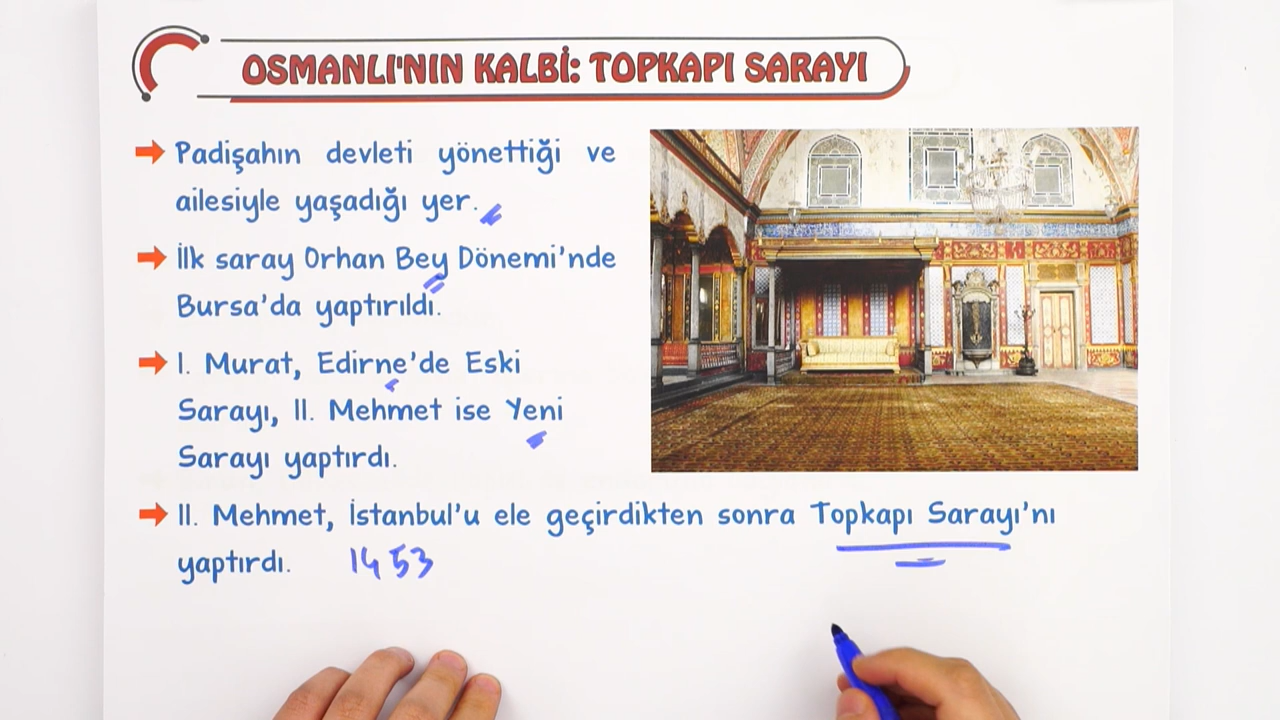 OSMANLI'NIN KALBİ: TOPKAPI SARAYI
Padişahın devleti yönettiği ve
ailesiyle yaşadığı yer.
İlk saray Orhan Bey Dönemi'nde
Bursa'da yaptırıldı.
I. Murat, Edirne'de Eski
Sarayı, II. Mehmet ise Yeni
Sarayı yaptırdı.
II. Mehmet, İstanbul'u ele geçirdikten sonra Topkapı Sarayı'nı
yaptırdı. 1453